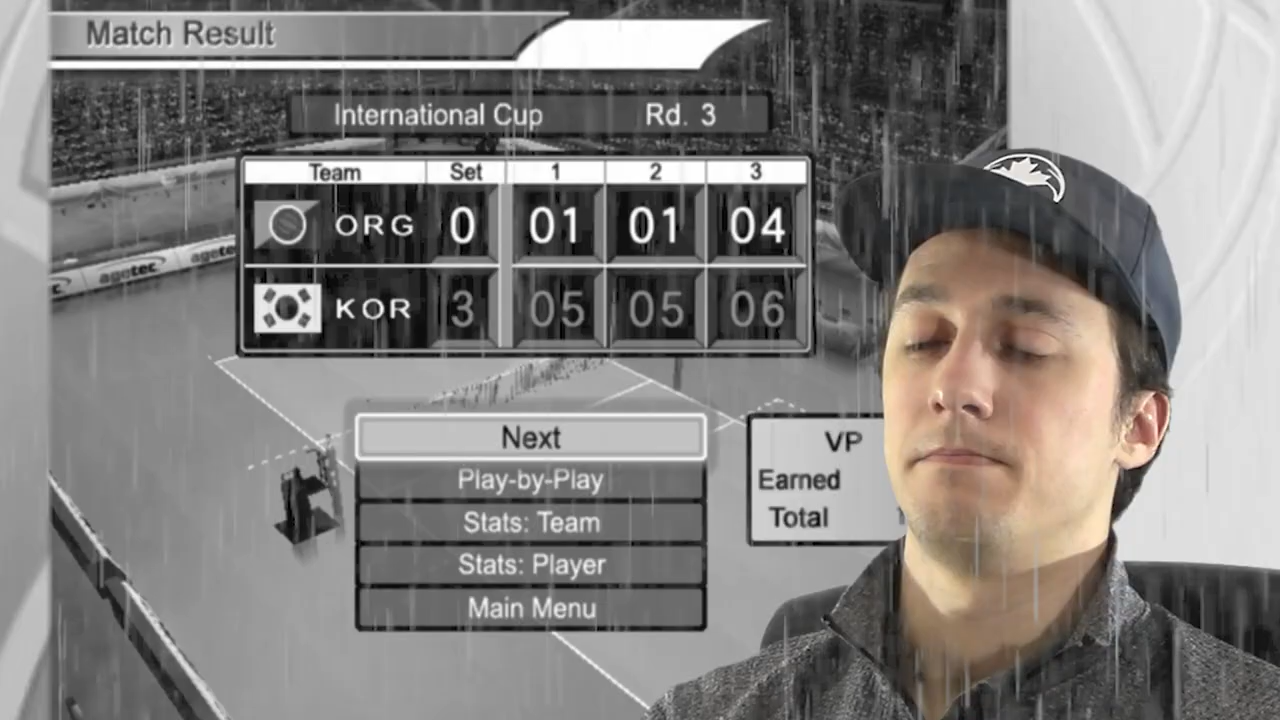 Match Result
International Cup Rd. 3
Team Set 1 2 3
ORG 0 01 01 04
KOR 3 05 05 06
agetec agetec
Next
Play-by-Play
VP
Stats: Team
Earned
Stats: Player
Total
Main Menu